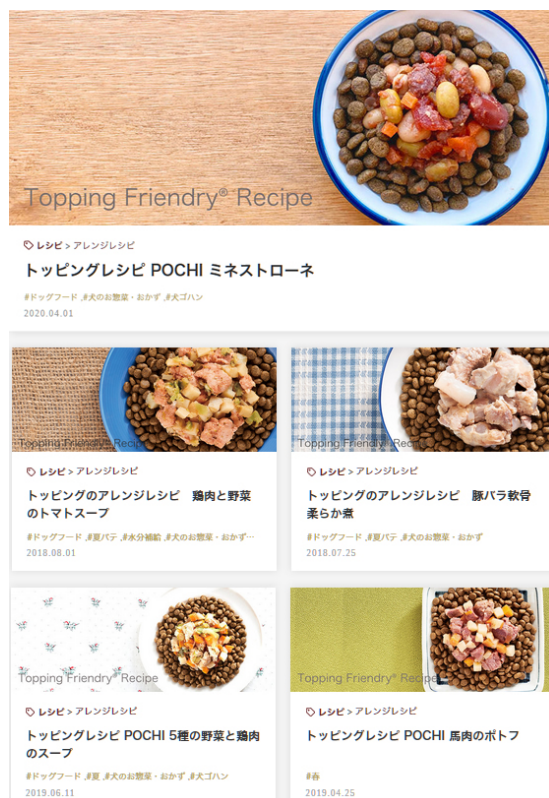 Topping Friendry® Recipe
レシピ > アレンジレシピ
トッピングレシピ POCHI ミネストローネ
#ドッグフード ,#犬のお惣菜・おかず ,#犬ゴハン
2020.04.01
Topping Friendry® Recipe
Topping Friendry® Recipe
レシピ > アレンジレシピ
トッピングのアレンジレシピ　鶏肉と野菜
のトマトスープ
#ドッグフード ,#夏バテ ,#水分補給 ,#犬のお惣菜・おかず…
2018.08.01
レシピ > アレンジレシピ
トッピングのアレンジレシピ　豚バラ軟骨
柔らか煮
#ドッグフード ,#夏バテ ,#犬のお惣菜・おかず
2018.07.25
Topping Friendry® Recipe
Topping Friendry® Recipe
レシピ > アレンジレシピ
トッピングレシピ POCHI 5種の野菜と鶏肉
のスープ
#ドッグフード ,#夏 ,#犬のお惣菜・おかず ,#犬ゴハン
2019.06.11
レシピ > アレンジレシピ
トッピングレシピ POCHI 馬肉のポトフ
#春
2019.04.25